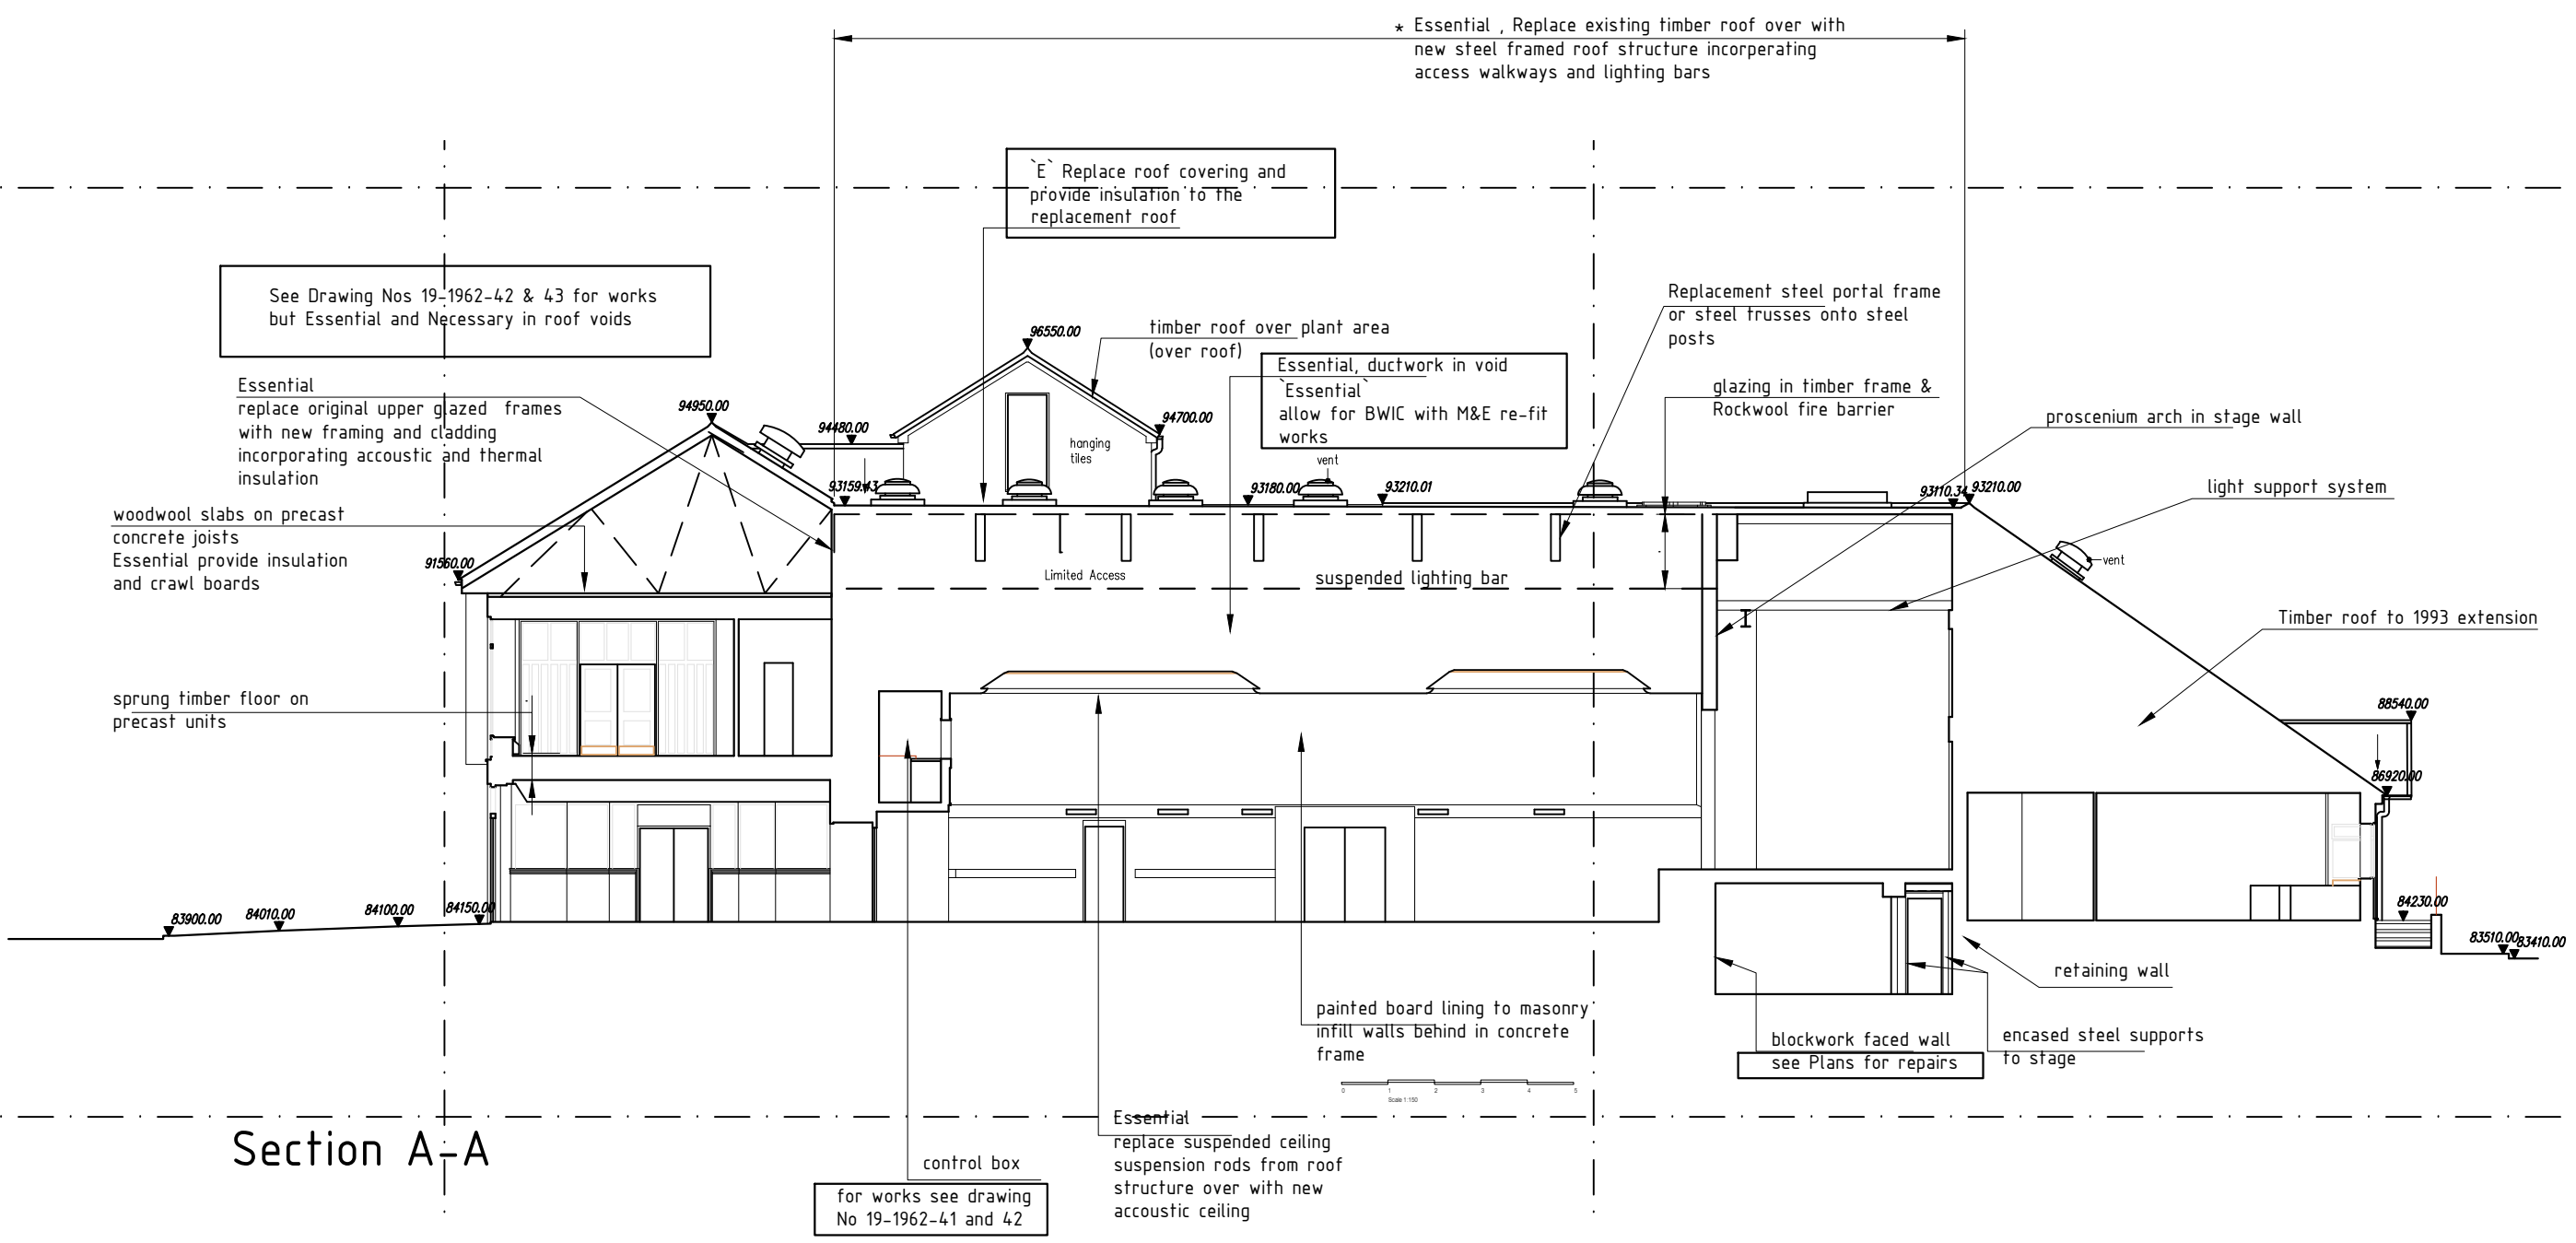 * Essential , Replace existing timber roof over with
new steel framed roof structure incorperating
access walkways and lighting bars
`E` Replace roof covering and
provide insulation to the
replacement roof
See Drawing Nos 19-1962-42 & 43 for works
but Essential and Necessary in roof voids
Replacement steel portal frame
or steel trusses onto steel
posts
96550.00
timber roof over plant area
(over roof)
Essential, ductwork in void
`Essential`
allow for BWIC with M&E re-fit
works
glazing in timber frame &
Rockwool fire barrier
Essential
replace original upper glazed frames
with new framing and cladding
incorporating accoustic and thermal
insulation
94950.00
94480.00
94700.00
hanging
tiles
vent
proscenium arch in stage wall
light support system
93159.43
93180.00
93210.01
93110.34
93210.00
woodwool slabs on precast
concrete joists
Essential provide insulation
and crawl boards
91560.00
Limited Access
suspended lighting bar
vent
Timber roof to 1993 extension
sprung timber floor on
precast units
88540.00
86920.00
83900.00
84010.00
84100.00
84150.00
84230.00
83510.00
83410.00
retaining wall
painted board lining to masonry
infill walls behind in concrete
frame
blockwork faced wall
see Plans for repairs
encased steel supports
to stage
0 1 2 3 4 5
Scale 1:150
Section A-A
Essential
replace suspended ceiling
suspension rods from roof
structure over with new
accoustic ceiling
control box
for works see drawing
No 19-1962-41 and 42